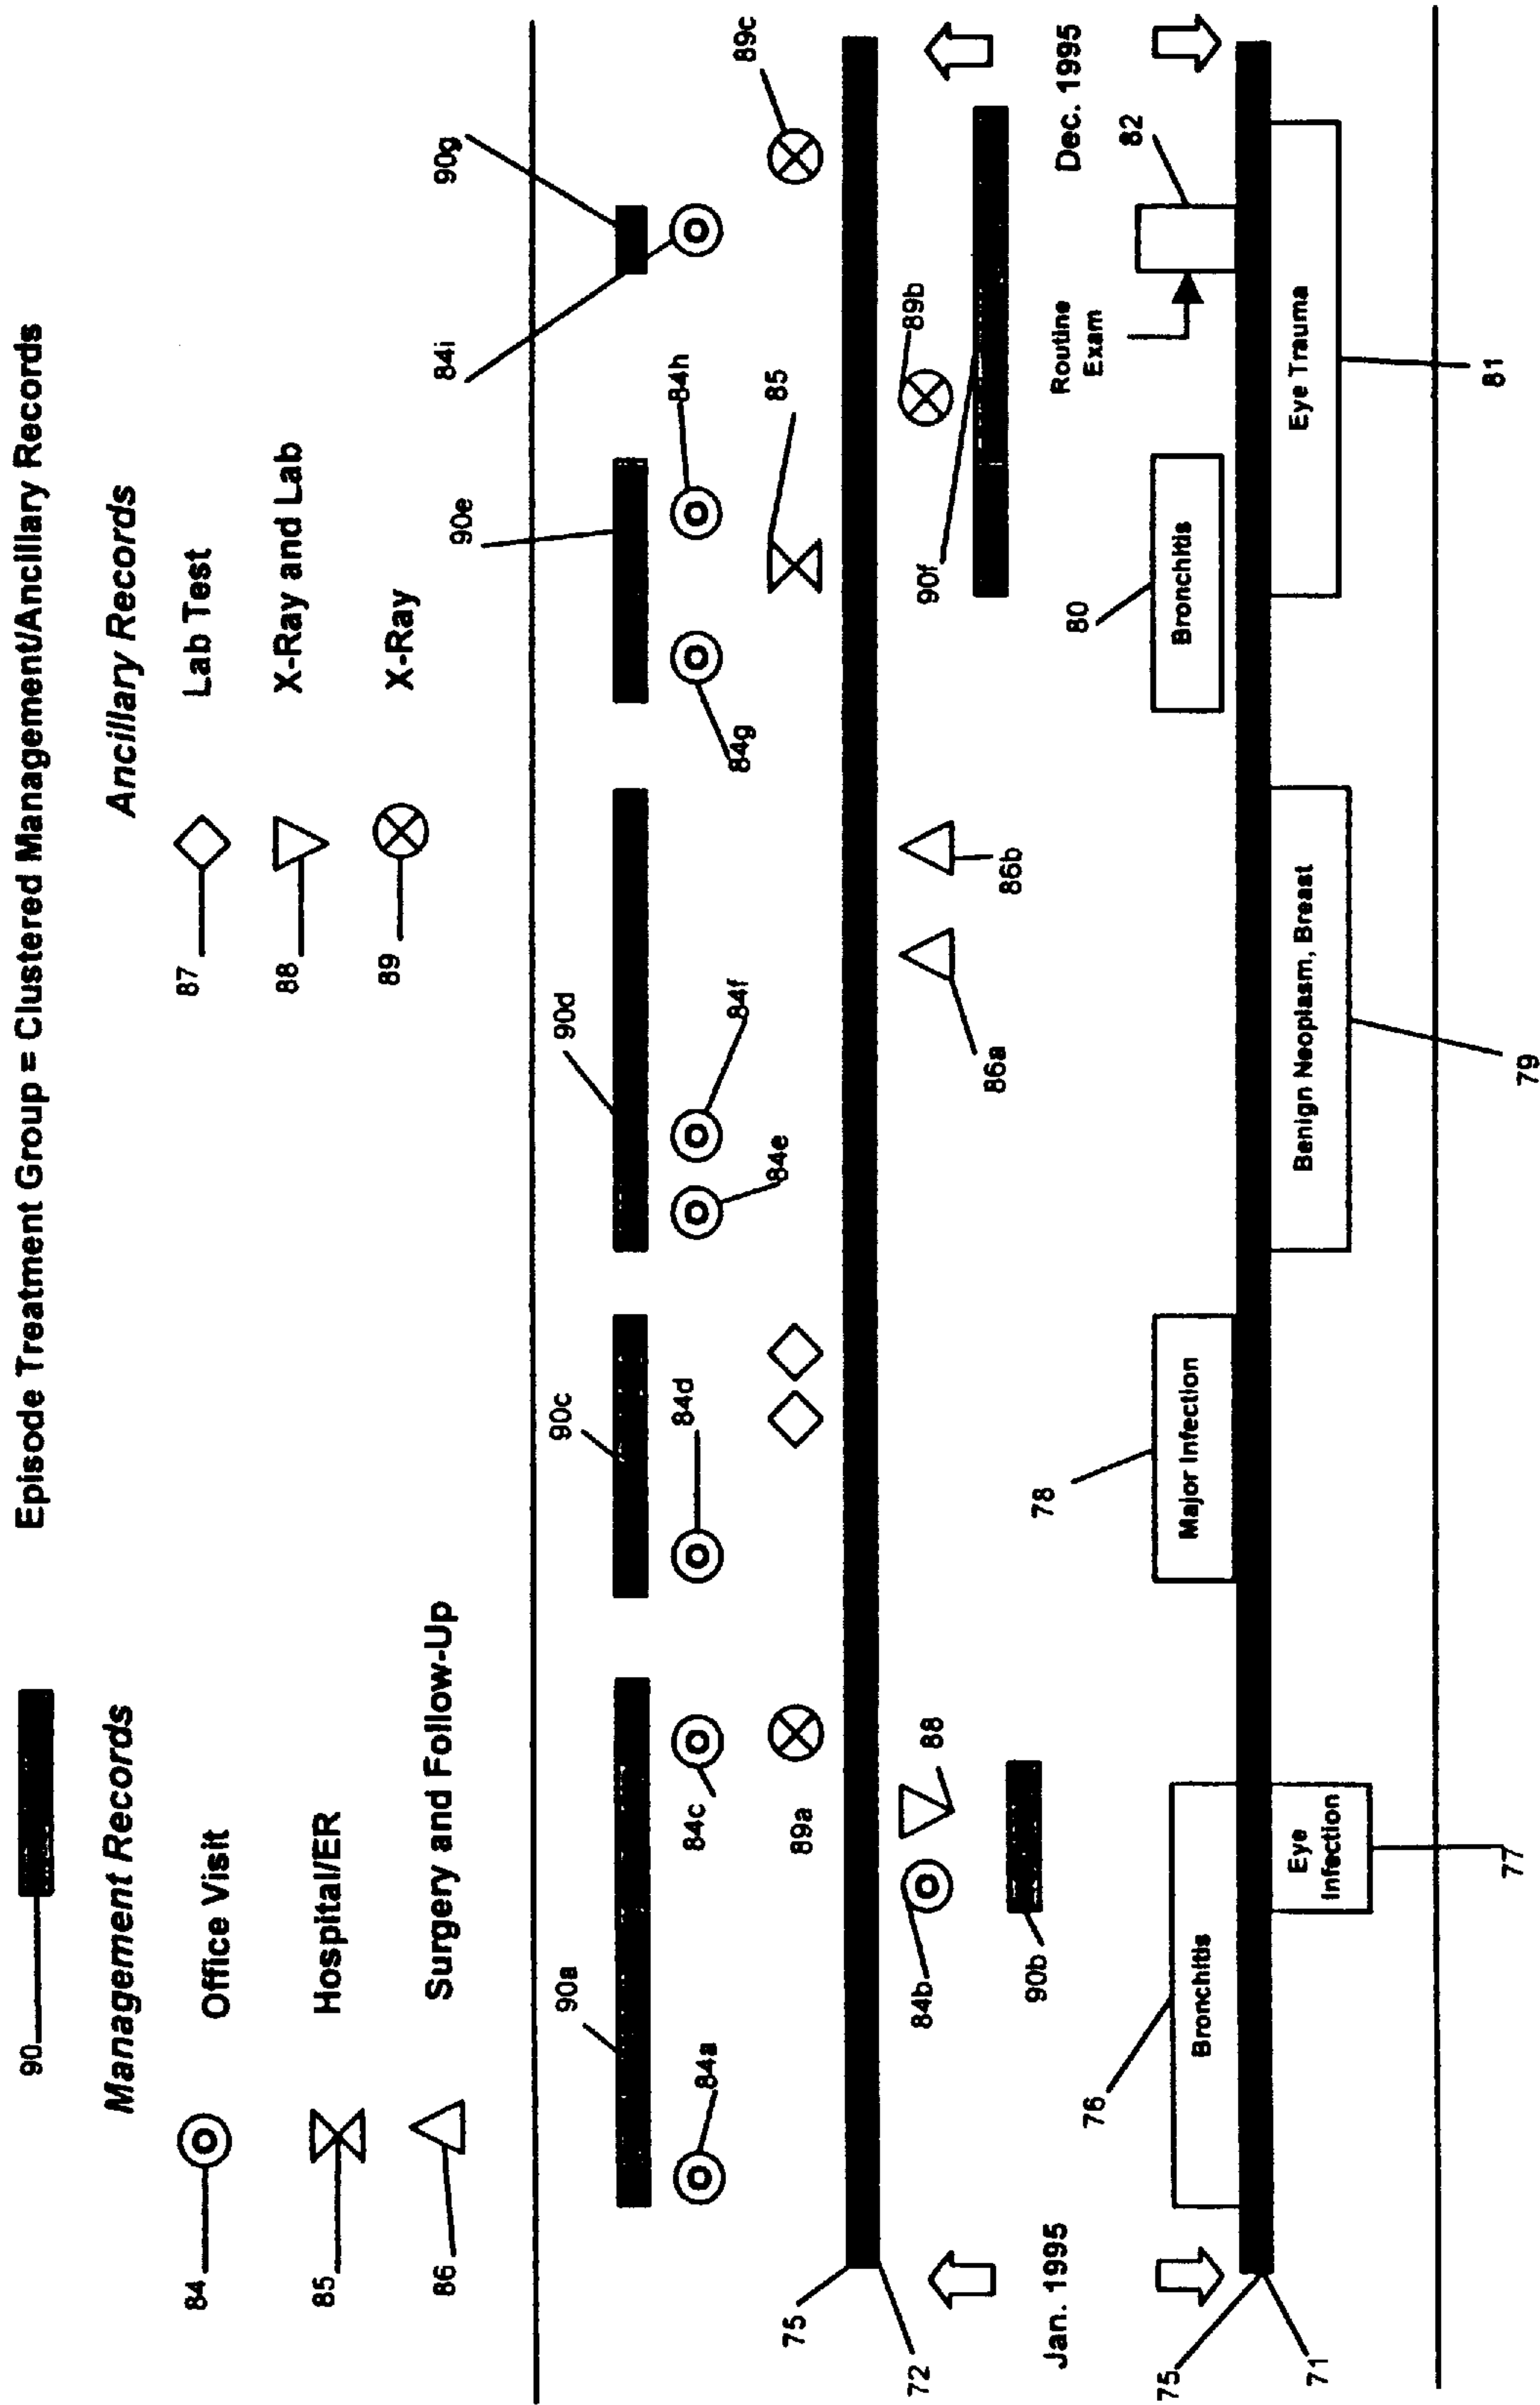 90
Episode Treatment Group = Clustered Management/Ancillary Records
Management Records
Ancillary Records
84
Office Visit
87
Lab Test
85
Hospital/ER
88
X-Ray and Lab
86
Surgery and Follow-Up
89
X-Ray
90a
90c
90d
90e
84i
90g
84a
84c
84d
84e
84f
84g
84h
89a
85
89c
75
72
84b
88
86a
86b
89b
90b
90f
Jan. 1995
Dec. 1995
76
78
80
Routine
Exam
82
Bronchitis
Major Infection
Bronchitis
75
71
Eye
Infection
Benign Neoplasm, Breast
Eye Trauma
77
79
81